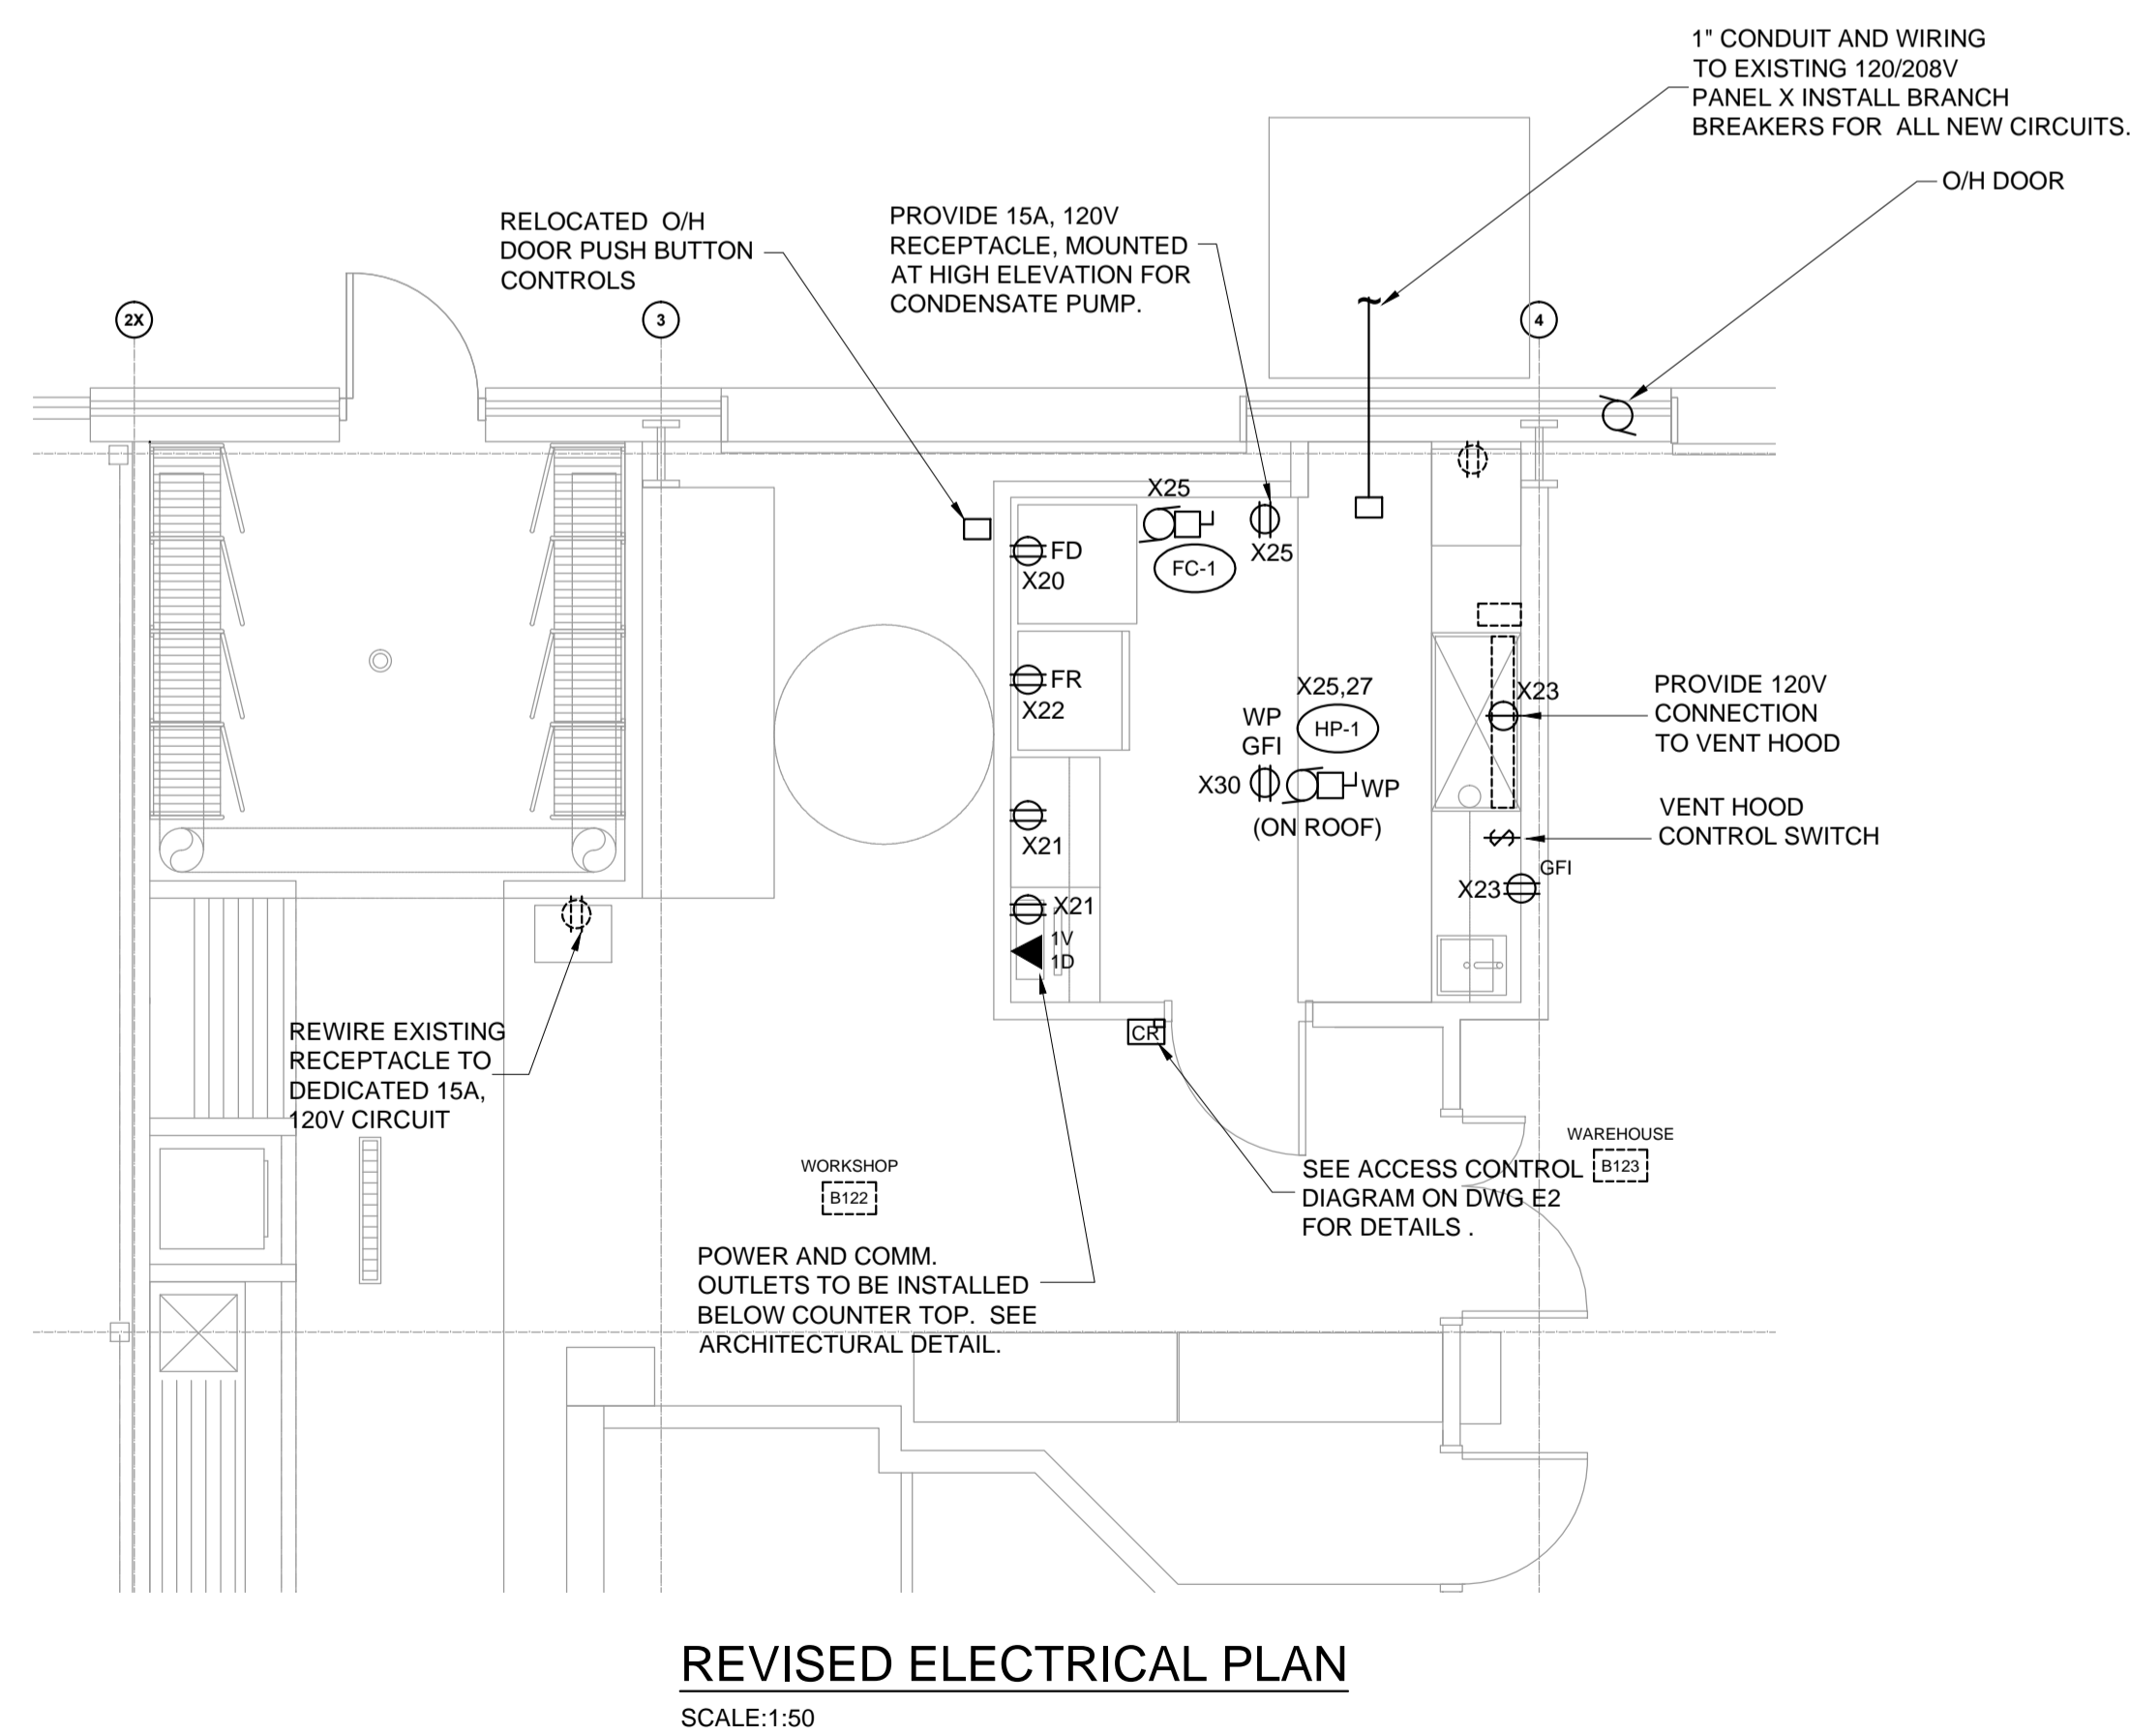 1" CONDUIT AND WIRING
TO EXISTING 120/208V
PANEL X INSTALL BRANCH
BREAKERS FOR ALL NEW CIRCUITS.
O/H DOOR
RELOCATED O/H
DOOR PUSH BUTTON
CONTROLS
PROVIDE 15A, 120V
RECEPTACLE, MOUNTED
AT HIGH ELEVATION FOR
CONDENSATE PUMP.
2X
3
4
X25
FD
X20
FC-1
X25
FR
X22
X25,27
HP-1
WP
GFI
X30
WP
(ON ROOF)
X23
PROVIDE 120V
CONNECTION
TO VENT HOOD
VENT HOOD
CONTROL SWITCH
X21
GFI
X23
X21
1V
1D
REWIRE EXISTING
RECEPTACLE TO
DEDICATED 15A,
120V CIRCUIT
CR
WORKSHOP
B122
WAREHOUSE
B123
SEE ACCESS CONTROL
DIAGRAM ON DWG E2
FOR DETAILS .
POWER AND COMM.
OUTLETS TO BE INSTALLED
BELOW COUNTER TOP. SEE
ARCHITECTURAL DETAIL.
REVISED ELECTRICAL PLAN
SCALE:1:50